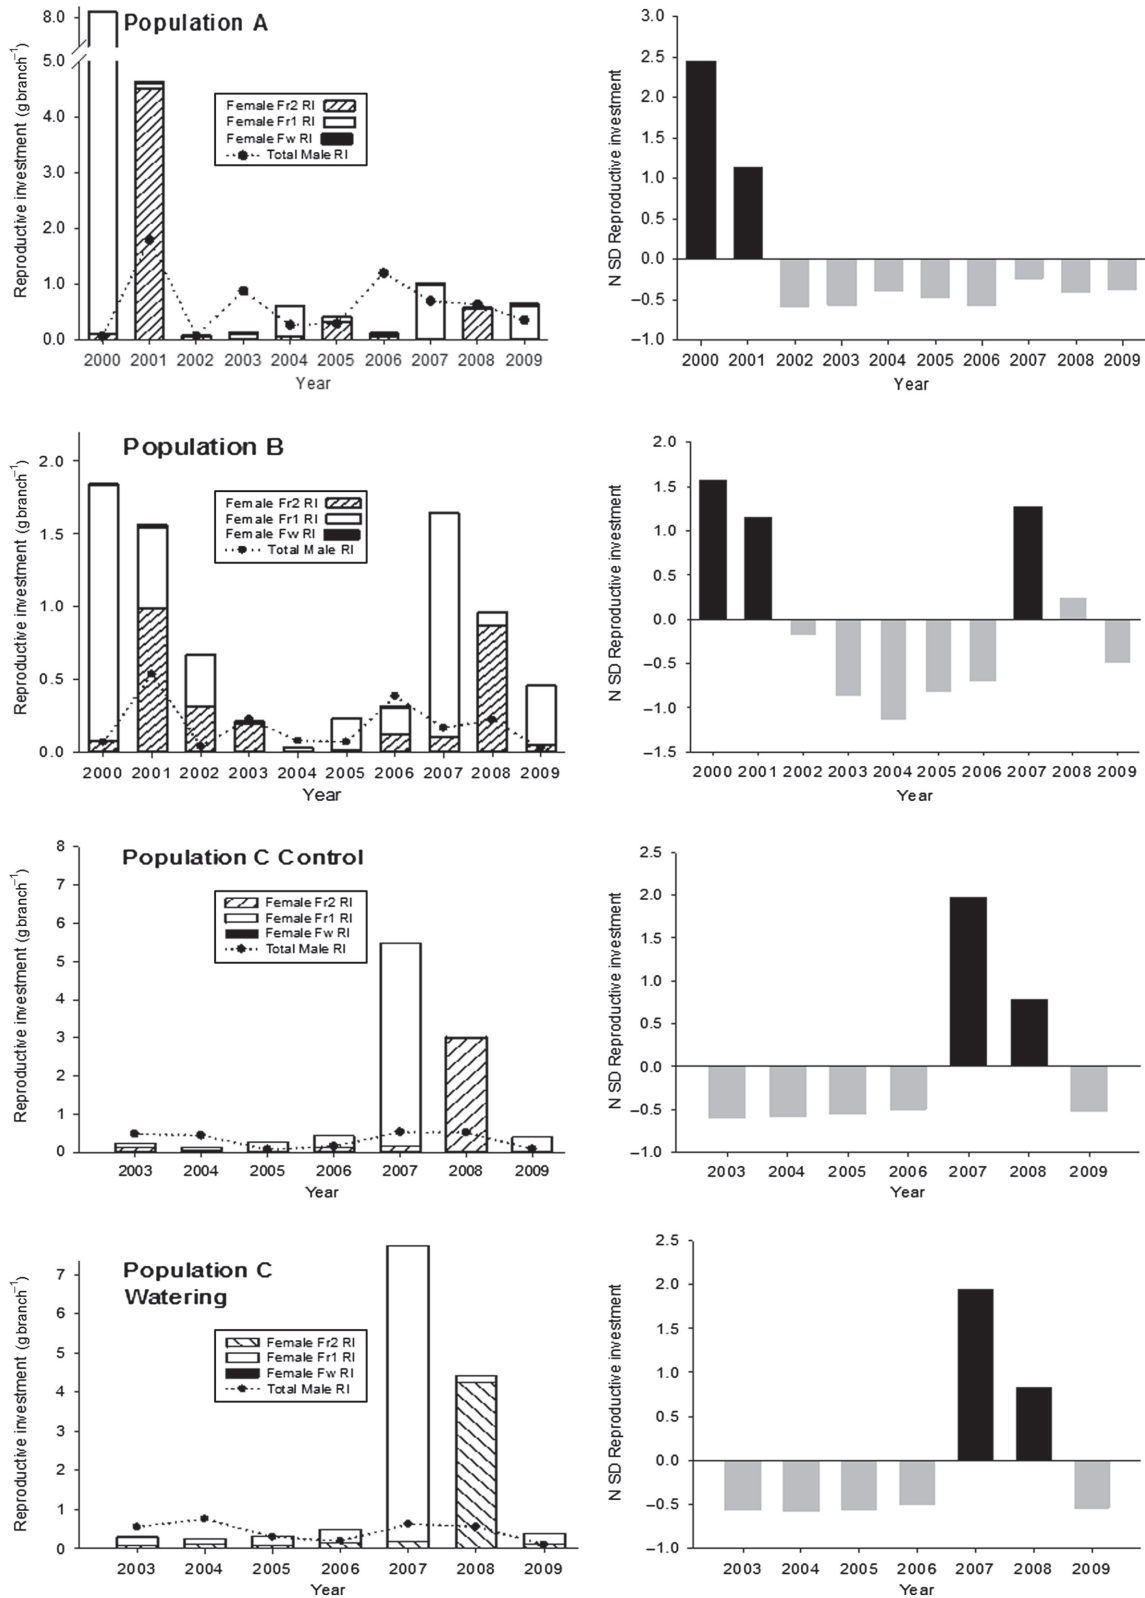 Population A
Reproductive investment (g branch⁻¹)
8.0
5.0
4.0
3.0
2.0
1.0
0.0
Female Fr2 RI
Female Fr1 RI
Female Fw RI
Total Male RI
2000 2001 2002 2003 2004 2005 2006 2007 2008 2009
Year
N SD Reproductive investment
3.0
2.5
2.0
1.5
1.0
0.5
0.0
−0.5
−1.0
2000 2001 2002 2003 2004 2005 2006 2007 2008 2009
Year
Population B
Reproductive investment (g branch⁻¹)
2.0
1.5
1.0
0.5
0.0
Female Fr2 RI
Female Fr1 RI
Female Fw RI
Total Male RI
2000 2001 2002 2003 2004 2005 2006 2007 2008 2009
Year
N SD Reproductive investment
2.0
1.5
1.0
0.5
0.0
−0.5
−1.0
−1.5
2000 2001 2002 2003 2004 2005 2006 2007 2008 2009
Year
Population C Control
Reproductive investment (g branch⁻¹)
8
7
6
5
4
3
2
1
0
Female Fr2 RI
Female Fr1 RI
Female Fw RI
Total Male RI
2003 2004 2005 2006 2007 2008 2009
Year
N SD Reproductive investment
2.5
2.0
1.5
1.0
0.5
0.0
−0.5
−1.0
2003 2004 2005 2006 2007 2008 2009
Year
Population C
Watering
Reproductive investment (g branch⁻¹)
7
6
5
4
3
2
1
0
Female Fr2 RI
Female Fr1 RI
Female Fw RI
Total Male RI
2003 2004 2005 2006 2007 2008 2009
Year
N SD Reproductive investment
2.5
2.0
1.5
1.0
0.5
0.0
−0.5
−1.0
2003 2004 2005 2006 2007 2008 2009
Year